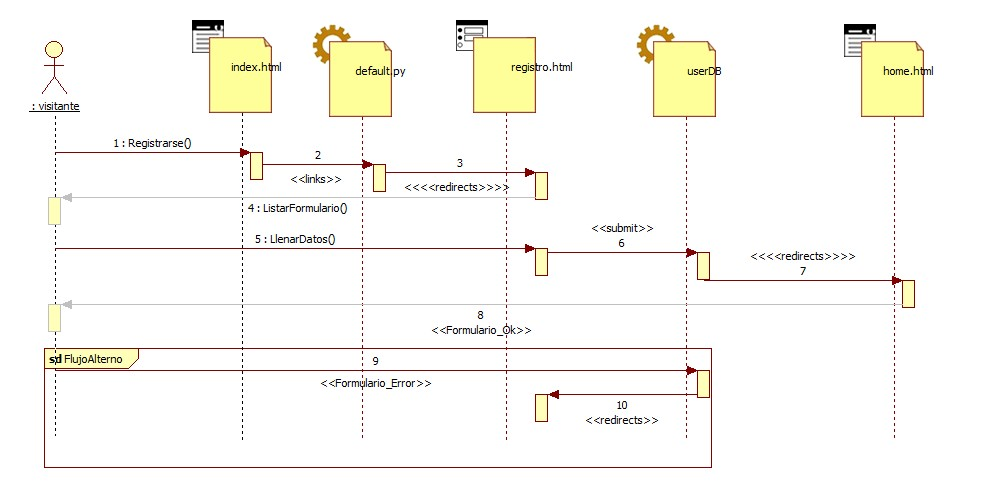 index.html
default.py
registro.html
userDB
home.html
: visitante
1 : Registrarse()
2
<<links>>
3
<<<<redirects>>>>
4 : ListarFormulario()
5 : LlenarDatos()
<<submit>>
6
<<<<redirects>>>>
7
8
<<Formulario_Ok>>
sd FlujoAlterno
9
<<Formulario_Error>>
10
<<redirects>>